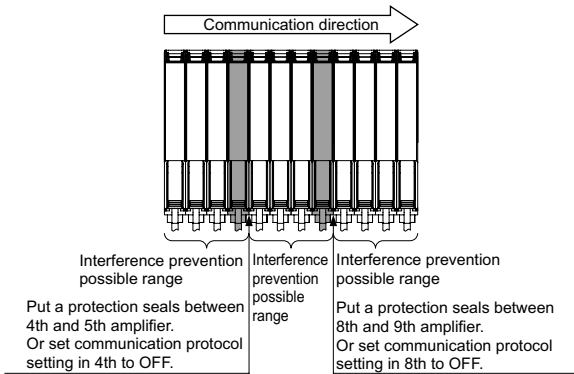 Communication direction
Interference prevention
possible range
Interference
prevention
possible
range
Interference prevention
possible range
Put a protection seals between
4th and 5th amplifier.
Or set communication protocol
setting in 4th to OFF.
Put a protection seals between
8th and 9th amplifier.
Or set communication protocol
setting in 8th to OFF.